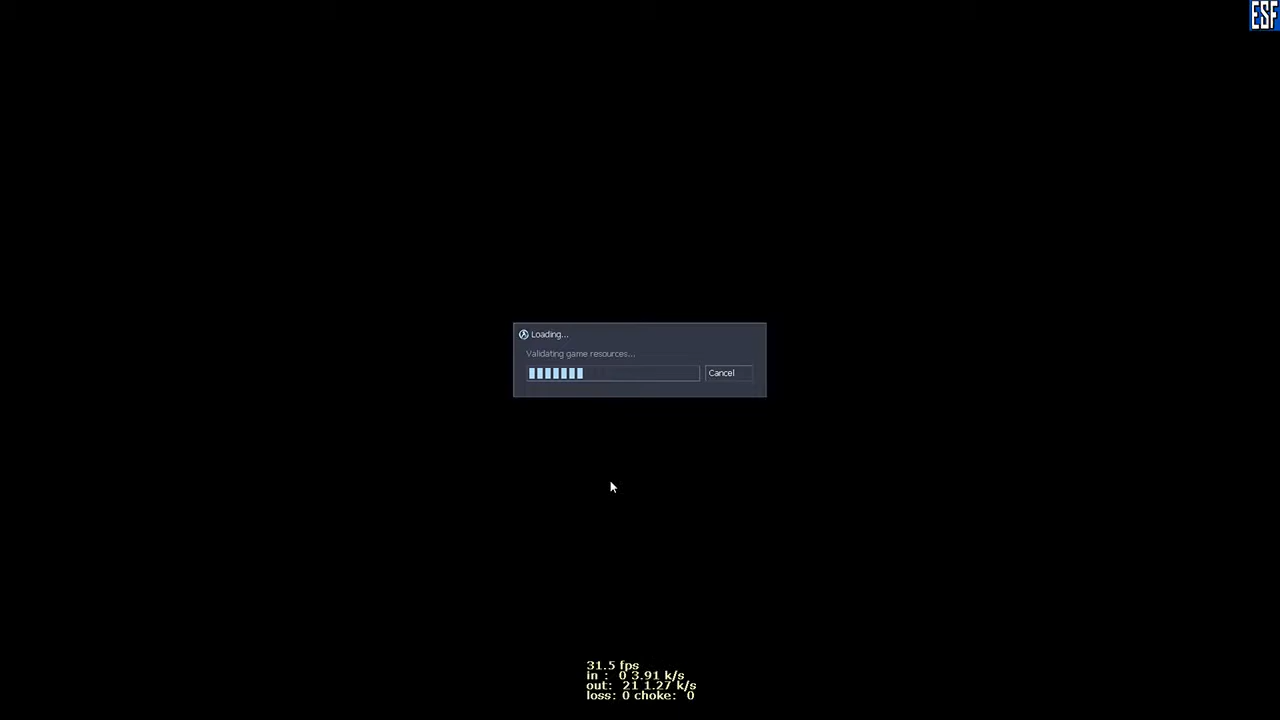 ESF
Loading...
Validating game resources...
Cancel
31.5 fps
in :  0 3.91 k/s
out:  21 1.27 k/s
loss: 0 choke:  0